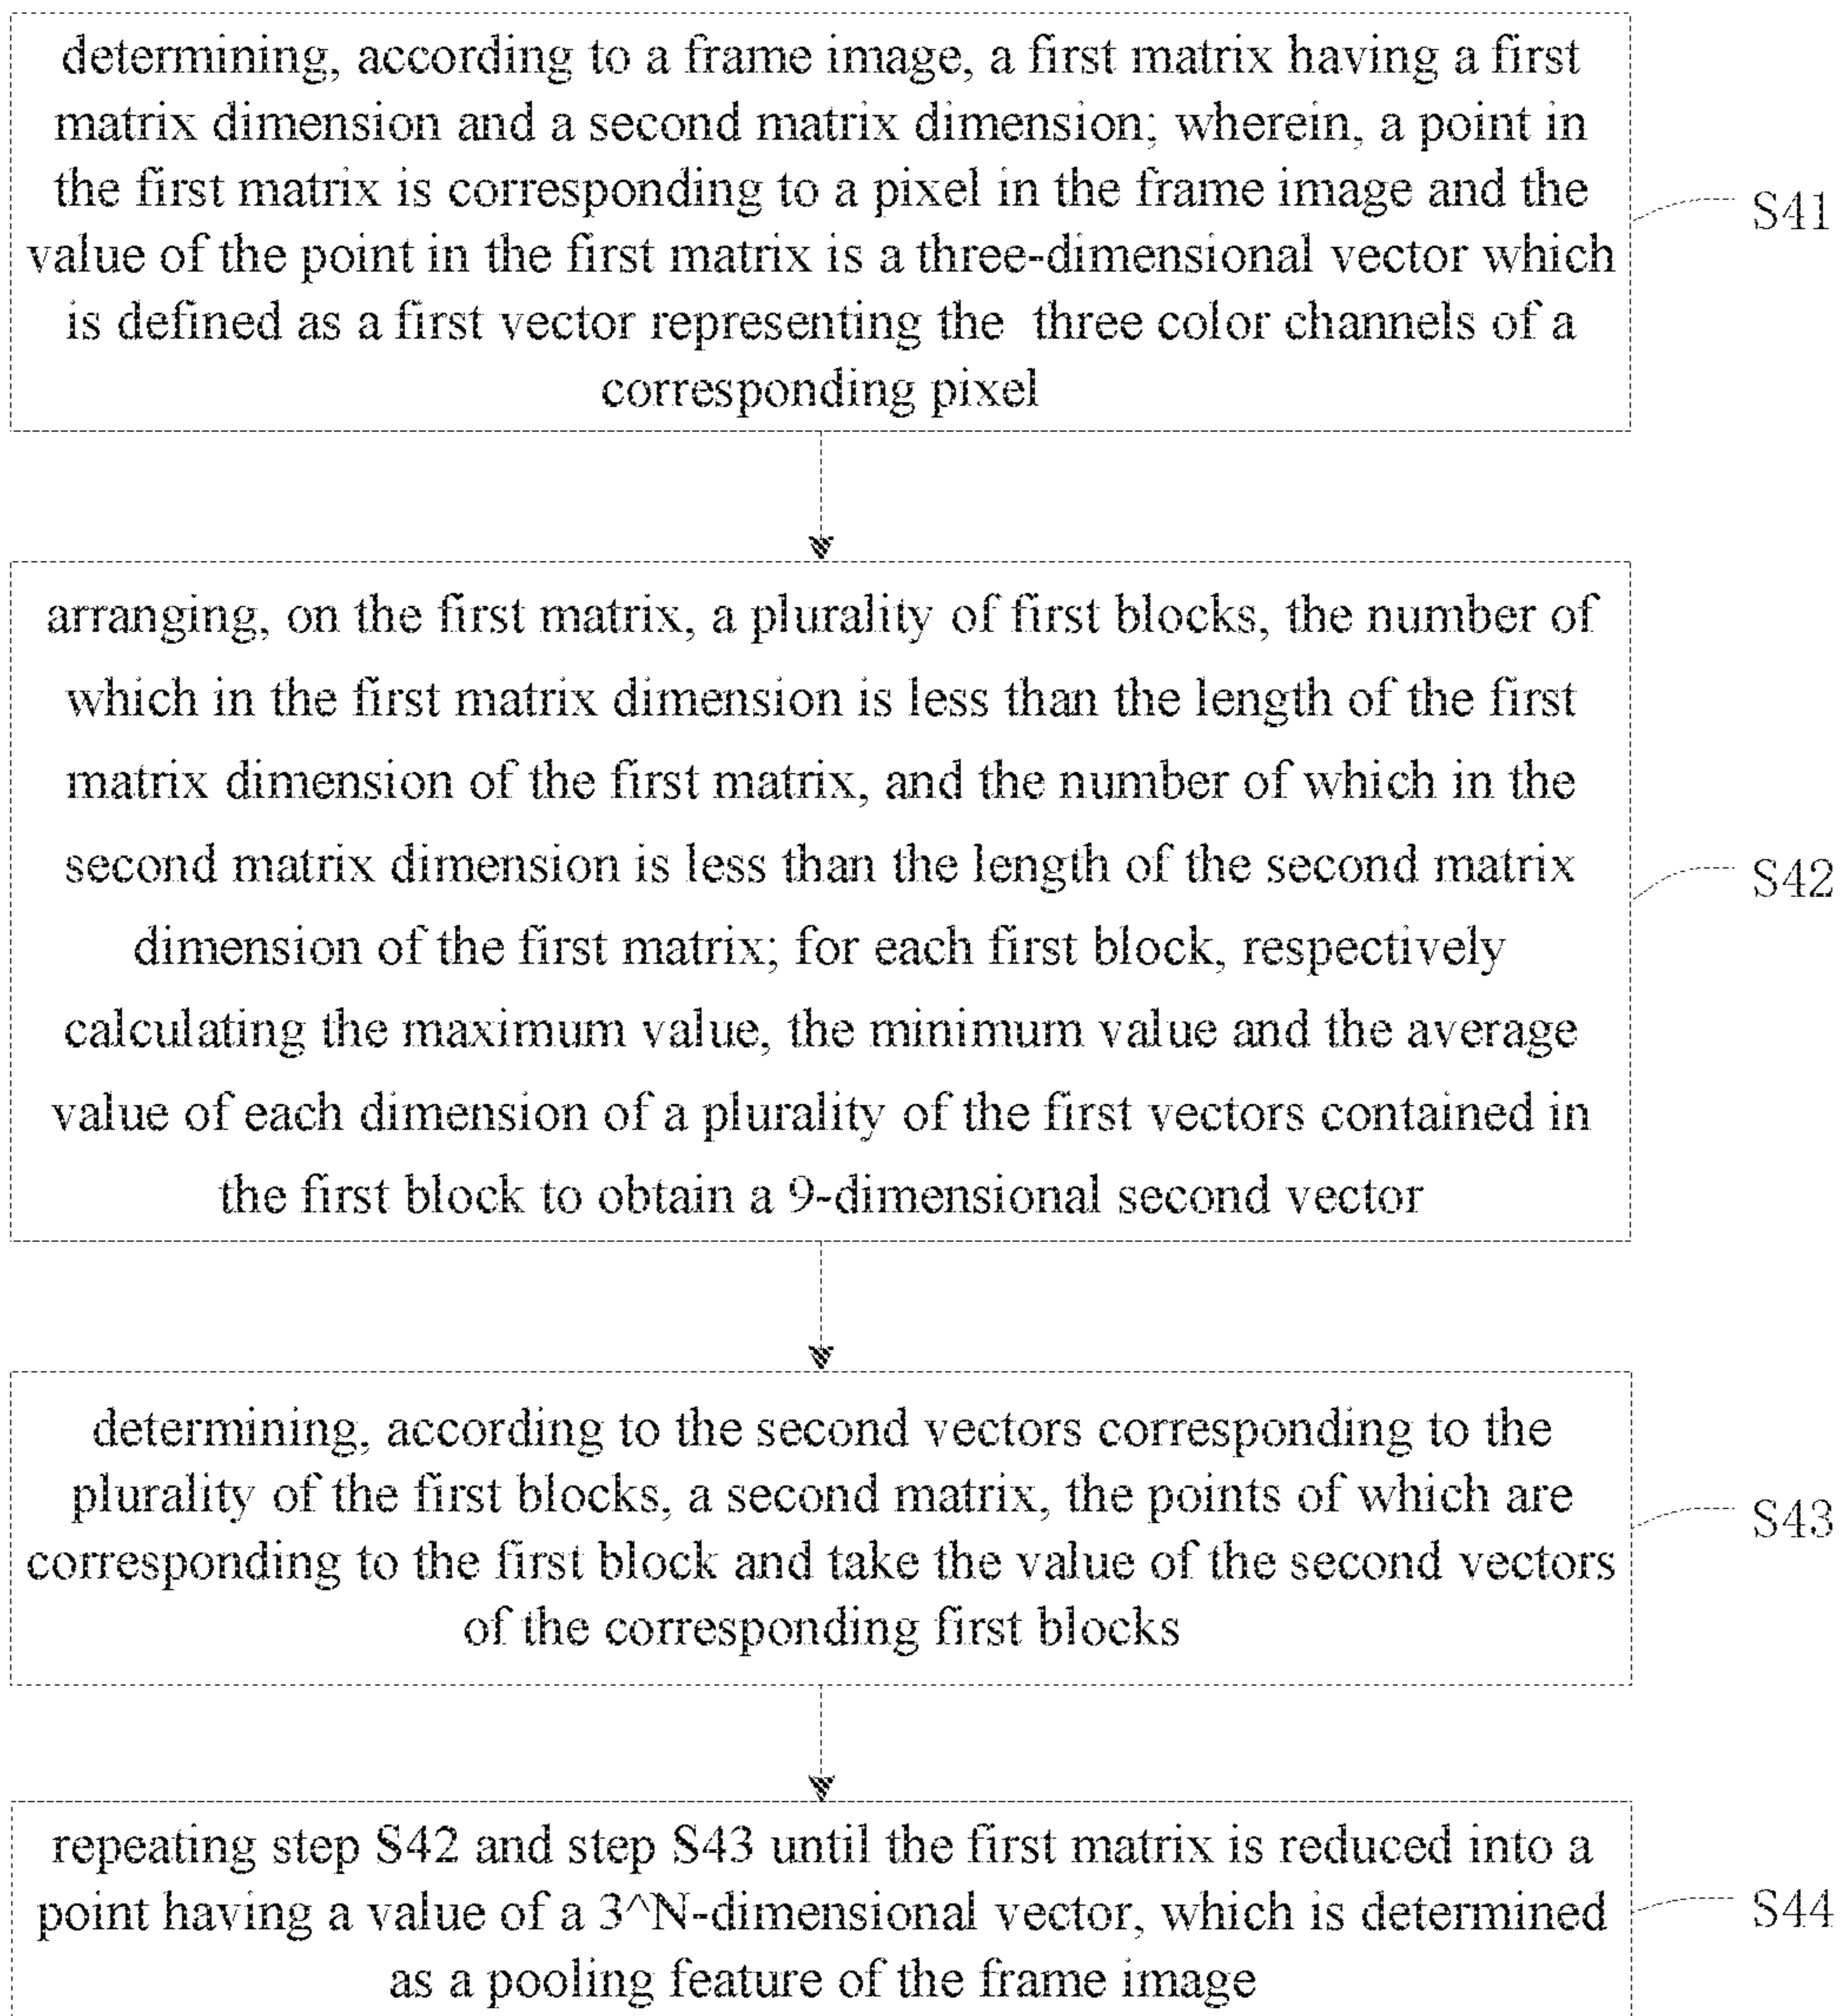 determining, according to a frame image, a first matrix having a first
matrix dimension and a second matrix dimension; wherein, a point in
the first matrix is corresponding to a pixel in the frame image and the
value of the point in the first matrix is a three-dimensional vector which
is defined as a first vector representing the three color channels of a
corresponding pixel
S41
arranging, on the first matrix, a plurality of first blocks, the number of
which in the first matrix dimension is less than the length of the first
matrix dimension of the first matrix, and the number of which in the
second matrix dimension is less than the length of the second matrix
dimension of the first matrix; for each first block, respectively
calculating the maximum value, the minimum value and the average
value of each dimension of a plurality of the first vectors contained in
the first block to obtain a 9-dimensional second vector
S42
determining, according to the second vectors corresponding to the
plurality of the first blocks, a second matrix, the points of which are
corresponding to the first block and take the value of the second vectors
of the corresponding first blocks
S43
repeating step S42 and step S43 until the first matrix is reduced into a
point having a value of a 3^N-dimensional vector, which is determined
as a pooling feature of the frame image
S44